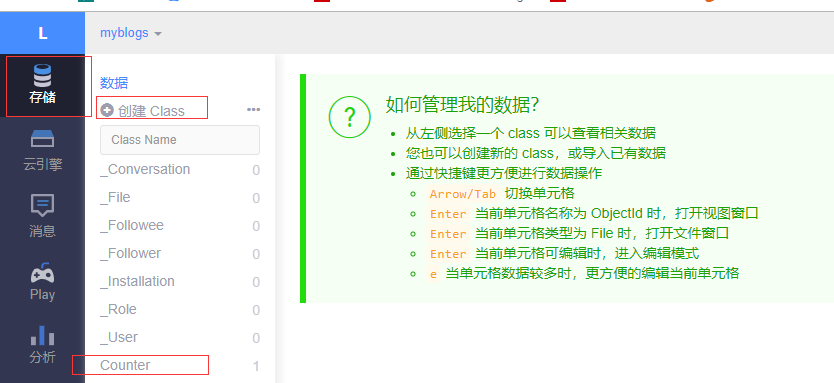 L
myblogs
存储
云引擎
消息
Play
分析
数据
创建 Class
Class Name
_Conversation 0
_File 0
_Followee 0
_Follower 0
_Installation 0
_Role 0
_User 0
Counter 1
?
如何管理我的数据?
从左侧选择一个 class 可以查看相关数据
您也可以创建新的 class，或导入已有数据
通过快捷键更方便进行数据操作
Arrow/Tab 切换单元格
Enter 当前单元格名称为 ObjectId 时，打开视图窗口
Enter 当前单元格类型为 File 时，打开文件窗口
Enter 当前单元格可编辑时，进入编辑模式
e 当单元格数据较多时，更方便的编辑当前单元格